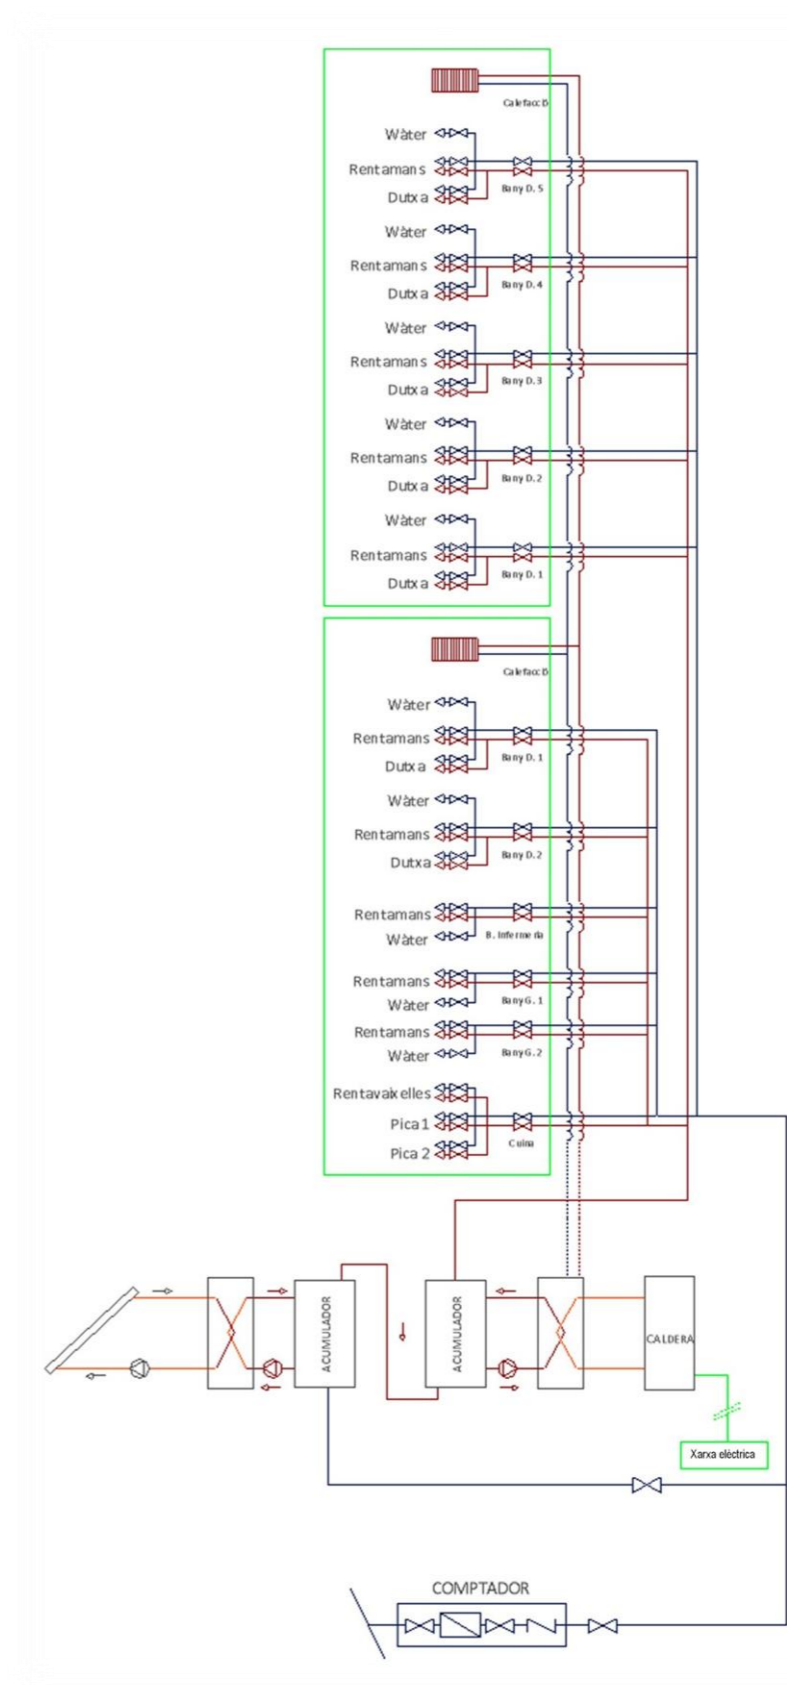 Calefacció
Wàter
Rentamans
Bany D. 5
Dutxa
Wàter
Rentamans
Bany D. 4
Dutxa
Wàter
Rentamans
Bany D. 3
Dutxa
Wàter
Rentamans
Bany D. 2
Dutxa
Wàter
Rentamans
Bany D. 1
Dutxa
Calefacció
Wàter
Rentamans
Bany D. 1
Dutxa
Wàter
Rentamans
Bany D. 2
Dutxa
Rentamans
B. Infermeria
Wàter
Rentamans
Bany G. 1
Wàter
Rentamans
Bany G. 2
Wàter
Rentavaixelles
Pica 1
Cuina
Pica 2
ACUMULADOR
ACUMULADOR
CALDERA
Xarxa elèctrica
COMPTADOR